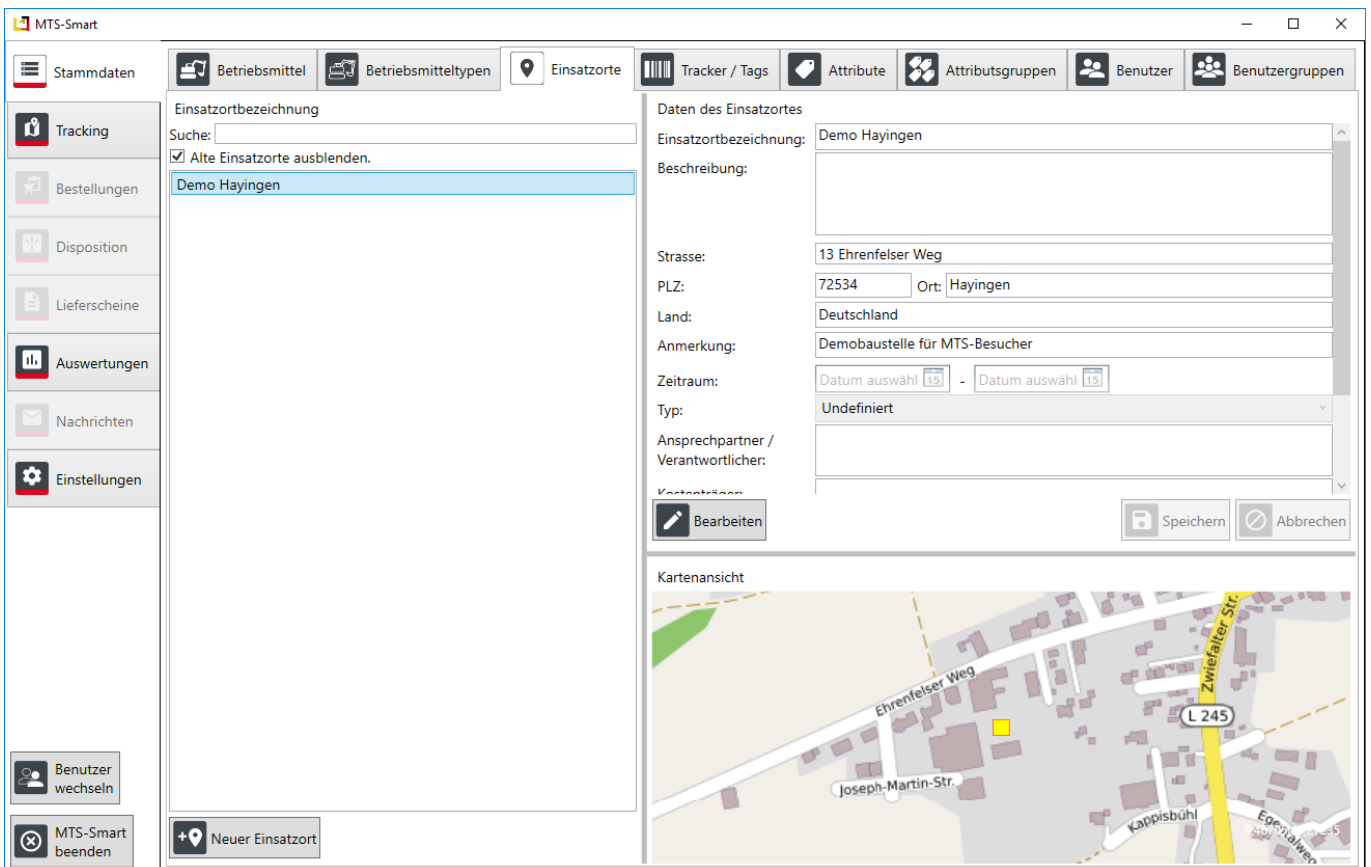 MTS-Smart
Stammdaten
Tracking
Bestellungen
Disposition
Lieferscheine
Auswertungen
Nachrichten
Einstellungen
Benutzer
wechseln
MTS-Smart
beenden
Betriebsmittel
Betriebsmitteltypen
Einsatzorte
Tracker / Tags
Attribute
Attributsgruppen
Benutzer
Benutzergruppen
Einsatzortbezeichnung
Suche:
Alte Einsatzorte ausblenden.
Demo Hayingen
Neuer Einsatzort
Daten des Einsatzortes
Einsatzortbezeichnung: Demo Hayingen
Beschreibung:
Strasse: 13 Ehrenfelser Weg
PLZ: 72534 Ort: Hayingen
Land: Deutschland
Anmerkung: Demobaustelle für MTS-Besucher
Zeitraum: Datum auswähl 15 - Datum auswähl 15
Typ: Undefiniert
Ansprechpartner /
Verantwortlicher:
Kostenträger:
Bearbeiten Speichern Abbrechen
Kartenansicht
Zwiefalter Str.
Ehrenfelser Weg
L 245
Joseph-Martin-Str.
Kappisbühl